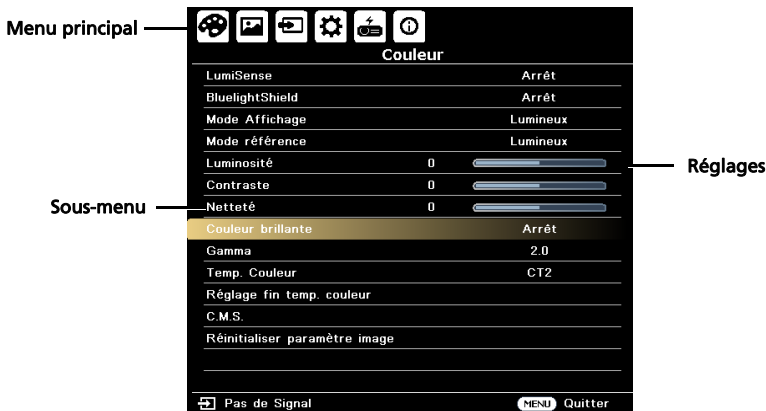 Menu principal
Couleur
LumiSense Arrêt
BluelightShield Arrêt
Mode Affichage Lumineux
Mode référence Lumineux
Luminosité 0
Réglages
Contraste 0
Sous-menu
Netteté 0
Couleur brillante Arrêt
Gamma 2.0
Temp. Couleur CT2
Réglage fin temp. couleur
C.M.S.
Réinitialiser paramètre image
Pas de Signal MENU Quitter